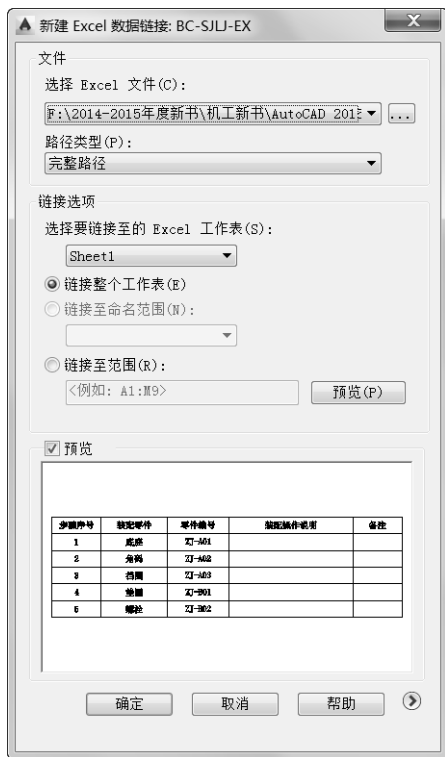 新建 Excel 数据链接: BC-SJLJ-EX
文件
选择 Excel 文件(C):
F:\2014-2015年度新书\机工新书\AutoCAD 201
...
路径类型(P):
完整路径
链接选项
选择要链接至的 Excel 工作表(S):
Sheet1
链接整个工作表(E)
链接至命名范围(N):
链接至范围(R):
<例如: A1:M9>
预览(P)
预览
步骤序号 装配零件 零件编号 装配操作说明 备注
1 底座 ZJ-A01
2 ZJ-A02
3 挡圈 ZJ-A03
4 垫圈 ZJ-B01
5 螺栓 ZJ-B02
确定 取消 帮助